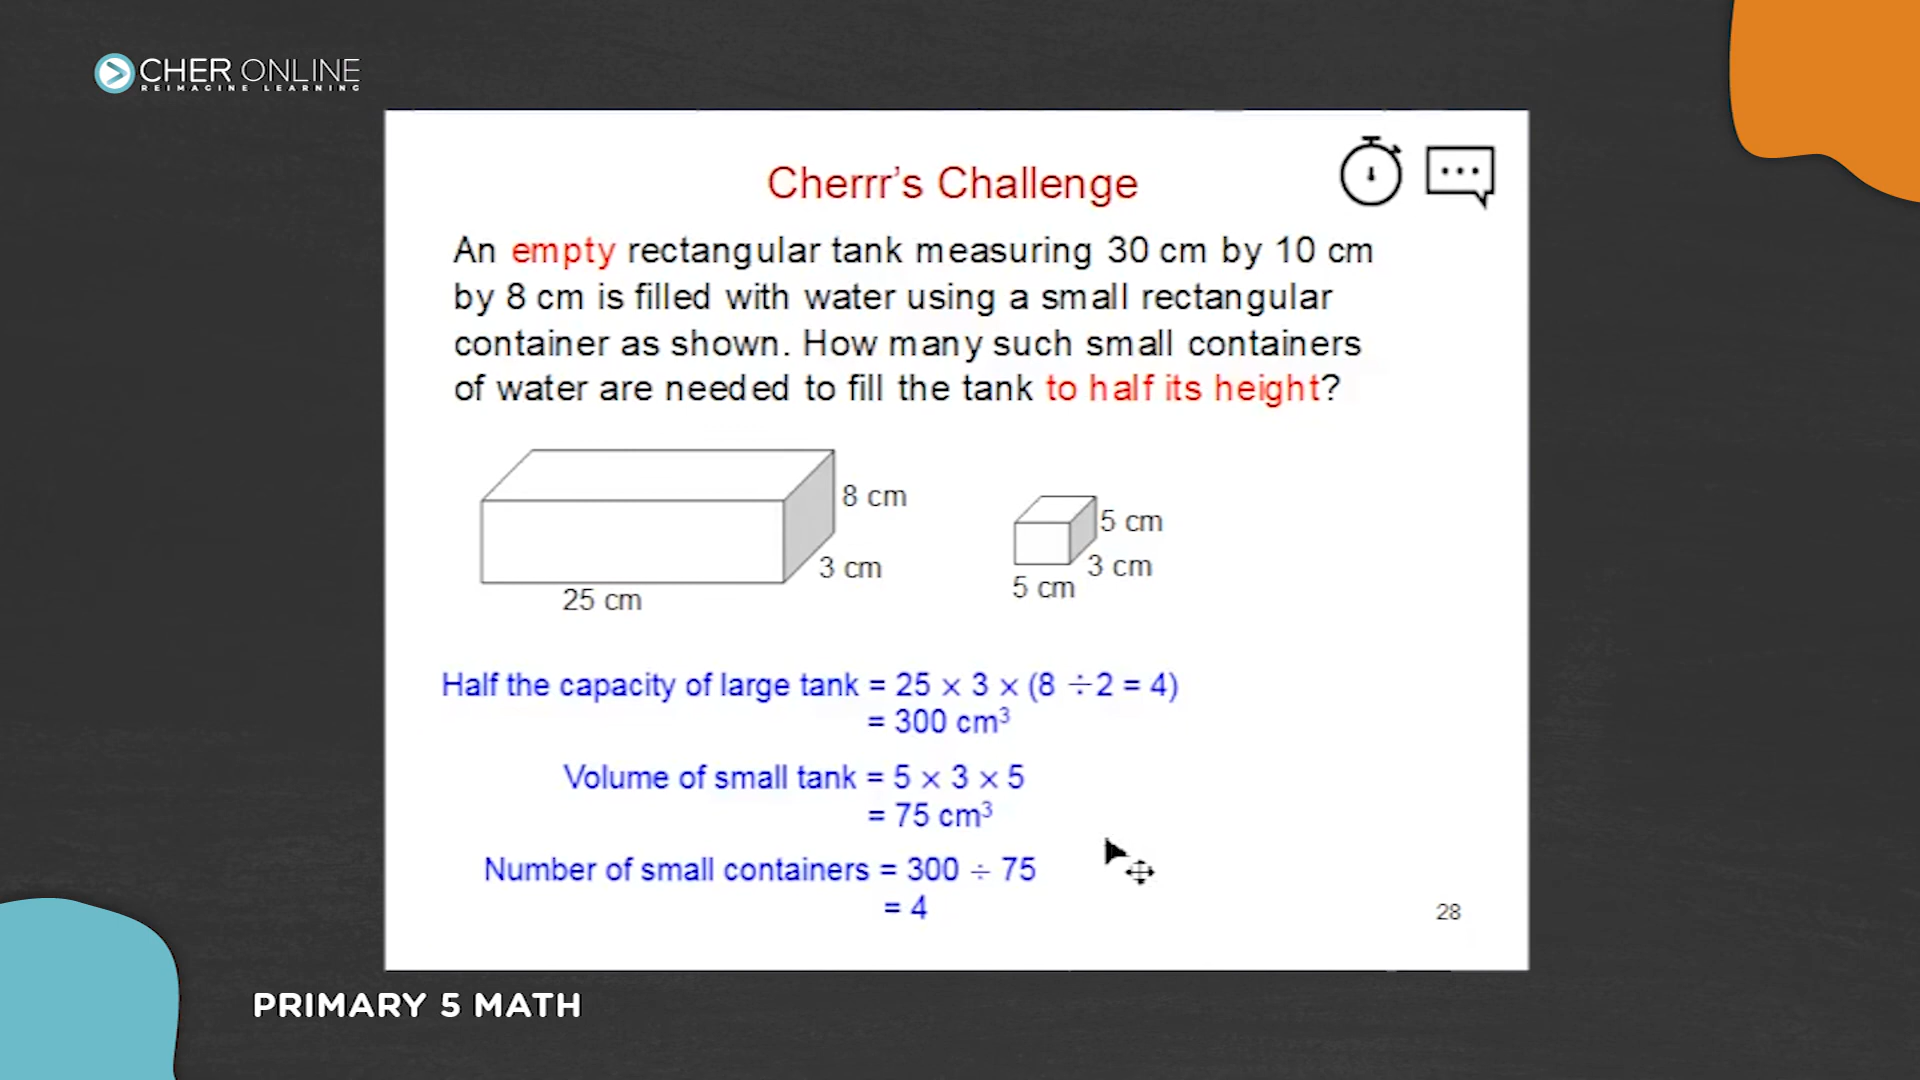 CHER ONLINE
REIMAGINE LEARNING
Cherrr's Challenge
An empty rectangular tank measuring 30 cm by 10 cm
by 8 cm is filled with water using a small rectangular
container as shown. How many such small containers
of water are needed to fill the tank to half its height?
8 cm
3 cm
25 cm
5 cm
3 cm
5 cm
Half the capacity of large tank = 25 × 3 × (8 ÷2 = 4)
= 300 cm³
Volume of small tank = 5 × 3 × 5
= 75 cm³
Number of small containers = 300 ÷ 75
= 4
28
PRIMARY 5 MATH